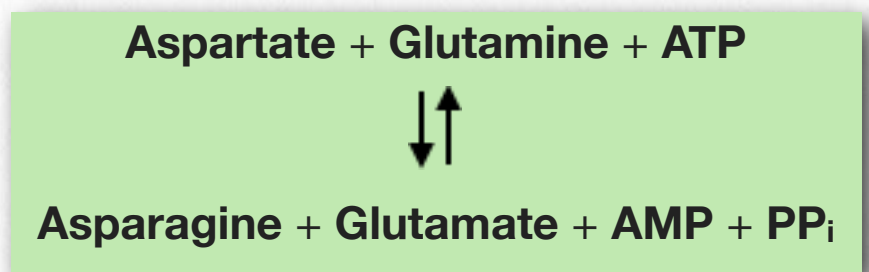 Aspartate + Glutamine + ATP
Asparagine + Glutamate + AMP + PPi